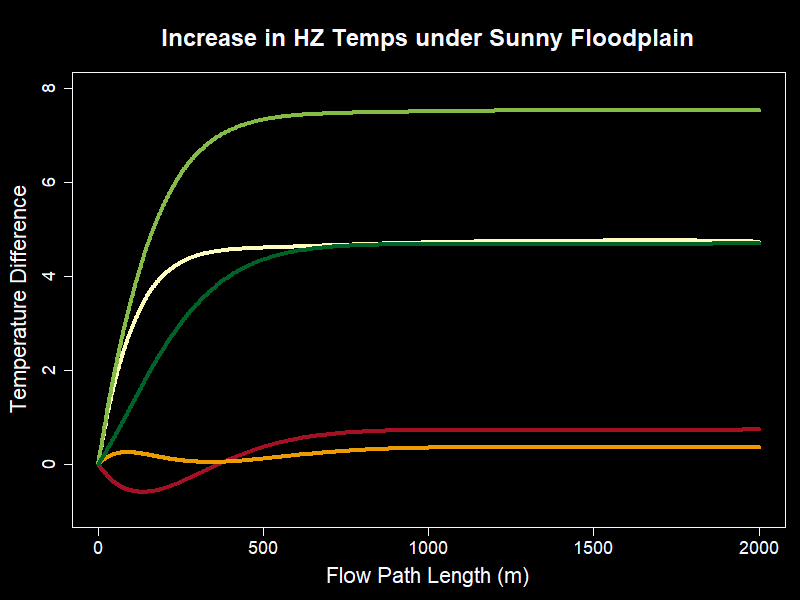 Increase in HZ Temps under Sunny Floodplain
8
6
4
2
0
Temperature Difference
0 500 1000 1500 2000
Flow Path Length (m)